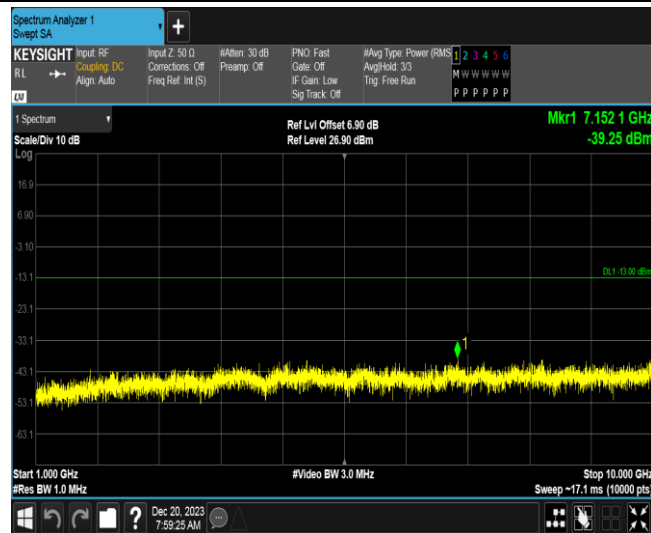 Spectrum Analyzer 1
Swept SA
+
KEYSIGHT
RL
LXI
Input: RF
Coupling: DC
Align: Auto
Input Z: 50 Ω
Corrections: Off
Freq Ref: Int (S)
#Atten: 30 dB
Preamp: Off
PNO: Fast
Gate: Off
IF Gain: Low
Sig Track: Off
#Avg Type: Power (RMS
Avg|Hold: 3/3
Trig: Free Run
1 2 3 4 5 6
M W W W W W
P P P P P P
1 Spectrum
Scale/Div 10 dB
Log
Ref Lvl Offset 6.90 dB
Ref Level 26.90 dBm
Mkr1 7.152 1 GHz
-39.25 dBm
16.9
6.90
-3.10
-13.1
DL1 -13.00 dBm
-23.1
-33.1
1
-43.1
-53.1
-63.1
Start 1.000 GHz
#Res BW 1.0 MHz
#Video BW 3.0 MHz
Stop 10.000 GHz
Sweep ~17.1 ms (10000 pts)
?
Dec 20, 2023
7:59:25 AM